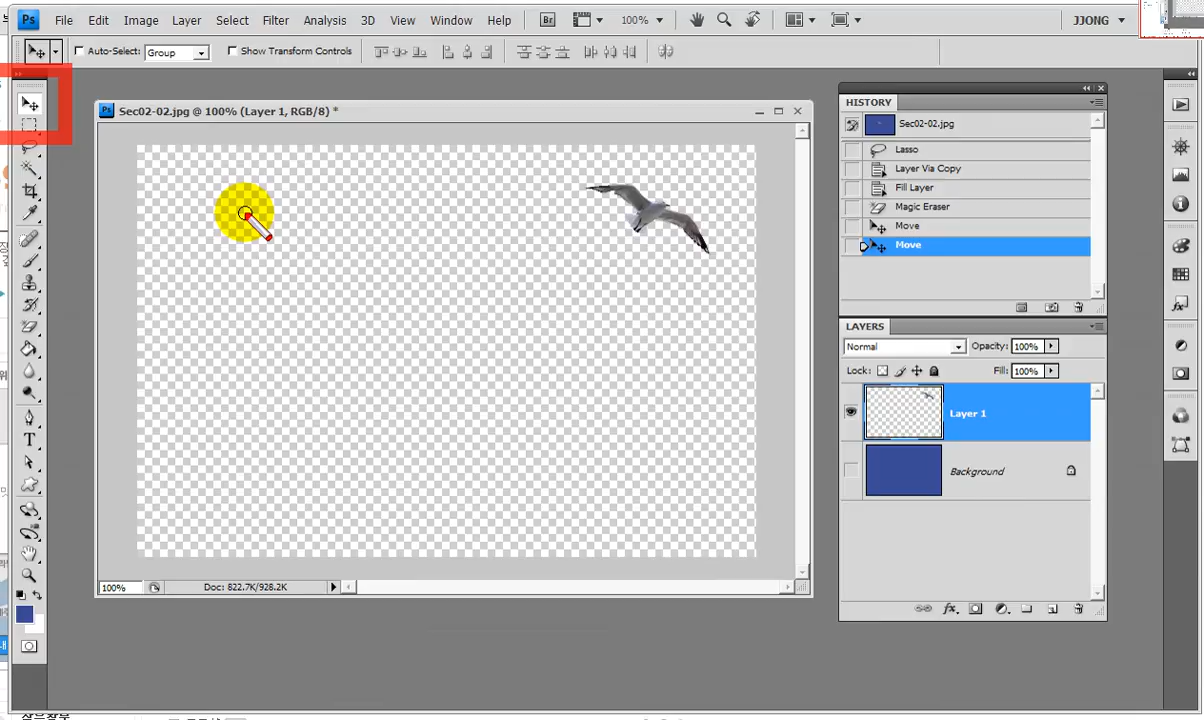 Ps File Edit Image Layer Select Filter Analysis 3D View Window Help Br 100% JJONG
Auto-Select: Group Show Transform Controls
Ps Sec02-02.jpg @ 100% (Layer 1, RGB/8) *
HISTORY
Sec02-02.jpg
Lasso
Layer Via Copy
Fill Layer
Magic Eraser
Move
Move
LAYERS
Normal Opacity: 100%
Lock: Fill: 100%
Layer 1
Background
T
100% Doc: 822.7K/928.2K
fx